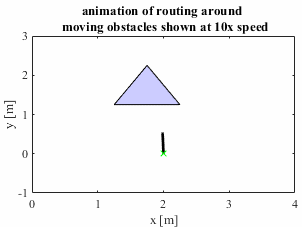 animation of routing around
moving obstacles shown at 10x speed
3
2
1
0
-1
y [m]
0 1 2 3 4
x [m]